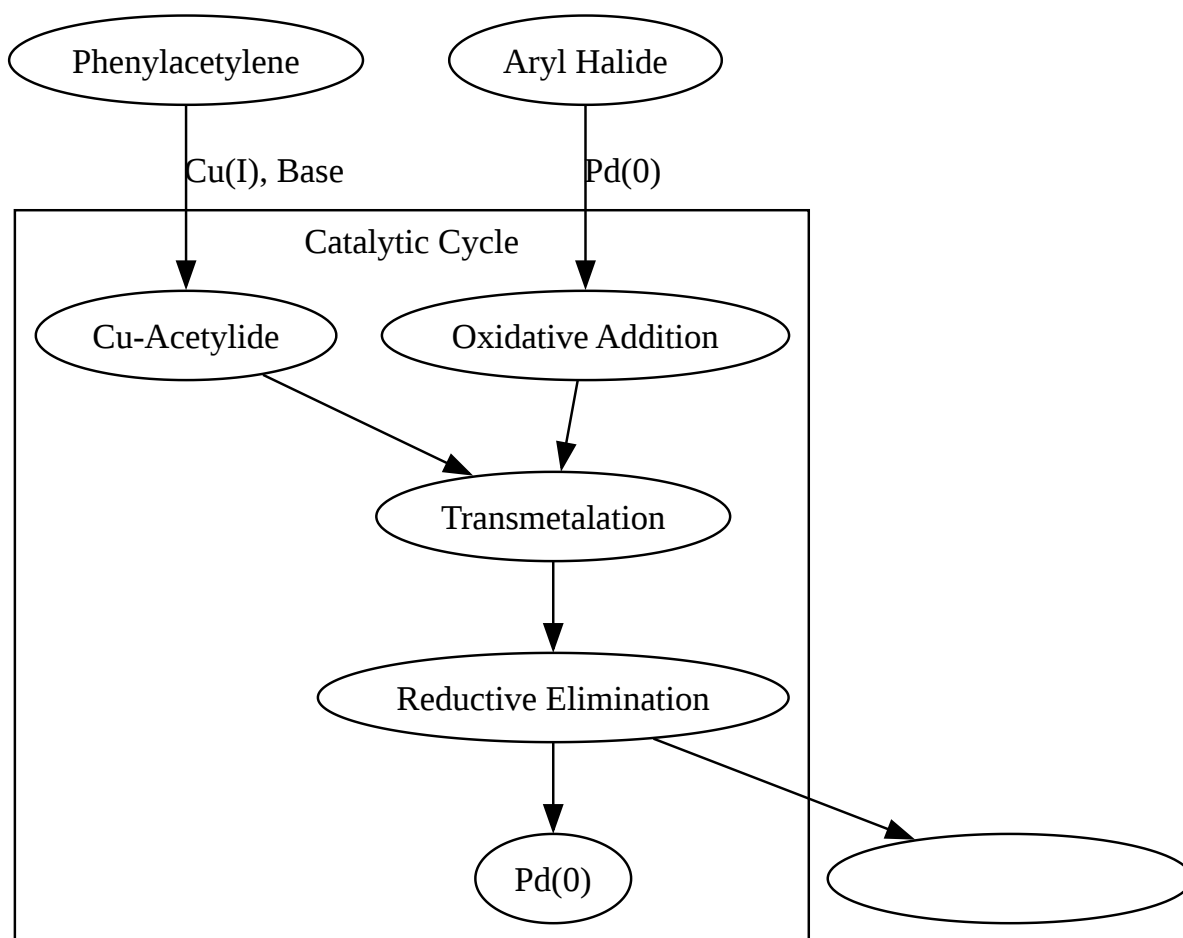 Phenylacetylene
Aryl Halide
Cu(I), Base
Pd(0)
Catalytic Cycle
Cu-Acetylide
Oxidative Addition
Transmetalation
Reductive Elimination
Pd(0)